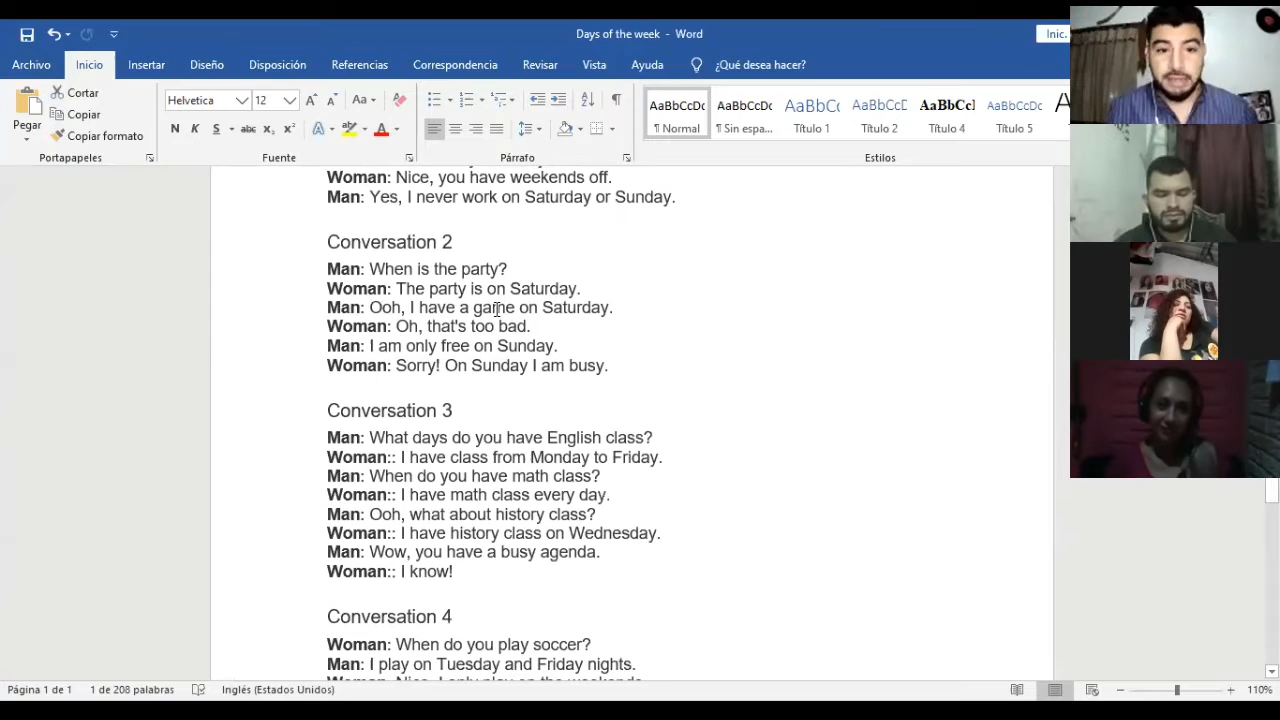 Days of the week - Word
Inic.
Archivo Inicio Insertar Diseño Disposición Referencias Correspondencia Revisar Vista Ayuda ¿Qué desea hacer?
Pegar
Cortar
Copiar
Copiar formato
Portapapeles
Helvetica 12
N K S abc x₂ x²
Fuente
Párrafo
AaBbCcDc AaBbCcDc AaBbCc AaBbCcD AaBbCcI AaBbCcDc
¶ Normal ¶ Sin espa... Título 1 Título 2 Título 4 Título 5
Estilos
Woman: Nice, you have weekends off.
Man: Yes, I never work on Saturday or Sunday.
Conversation 2
Man: When is the party?
Woman: The party is on Saturday.
Man: Ooh, I have a game on Saturday.
Woman: Oh, that's too bad.
Man: I am only free on Sunday.
Woman: Sorry! On Sunday I am busy.
Conversation 3
Man: What days do you have English class?
Woman:: I have class from Monday to Friday.
Man: When do you have math class?
Woman:: I have math class every day.
Man: Ooh, what about history class?
Woman:: I have history class on Wednesday.
Man: Wow, you have a busy agenda.
Woman:: I know!
Conversation 4
Woman: When do you play soccer?
Man: I play on Tuesday and Friday nights.
Página 1 de 1 1 de 208 palabras Inglés (Estados Unidos) 110%